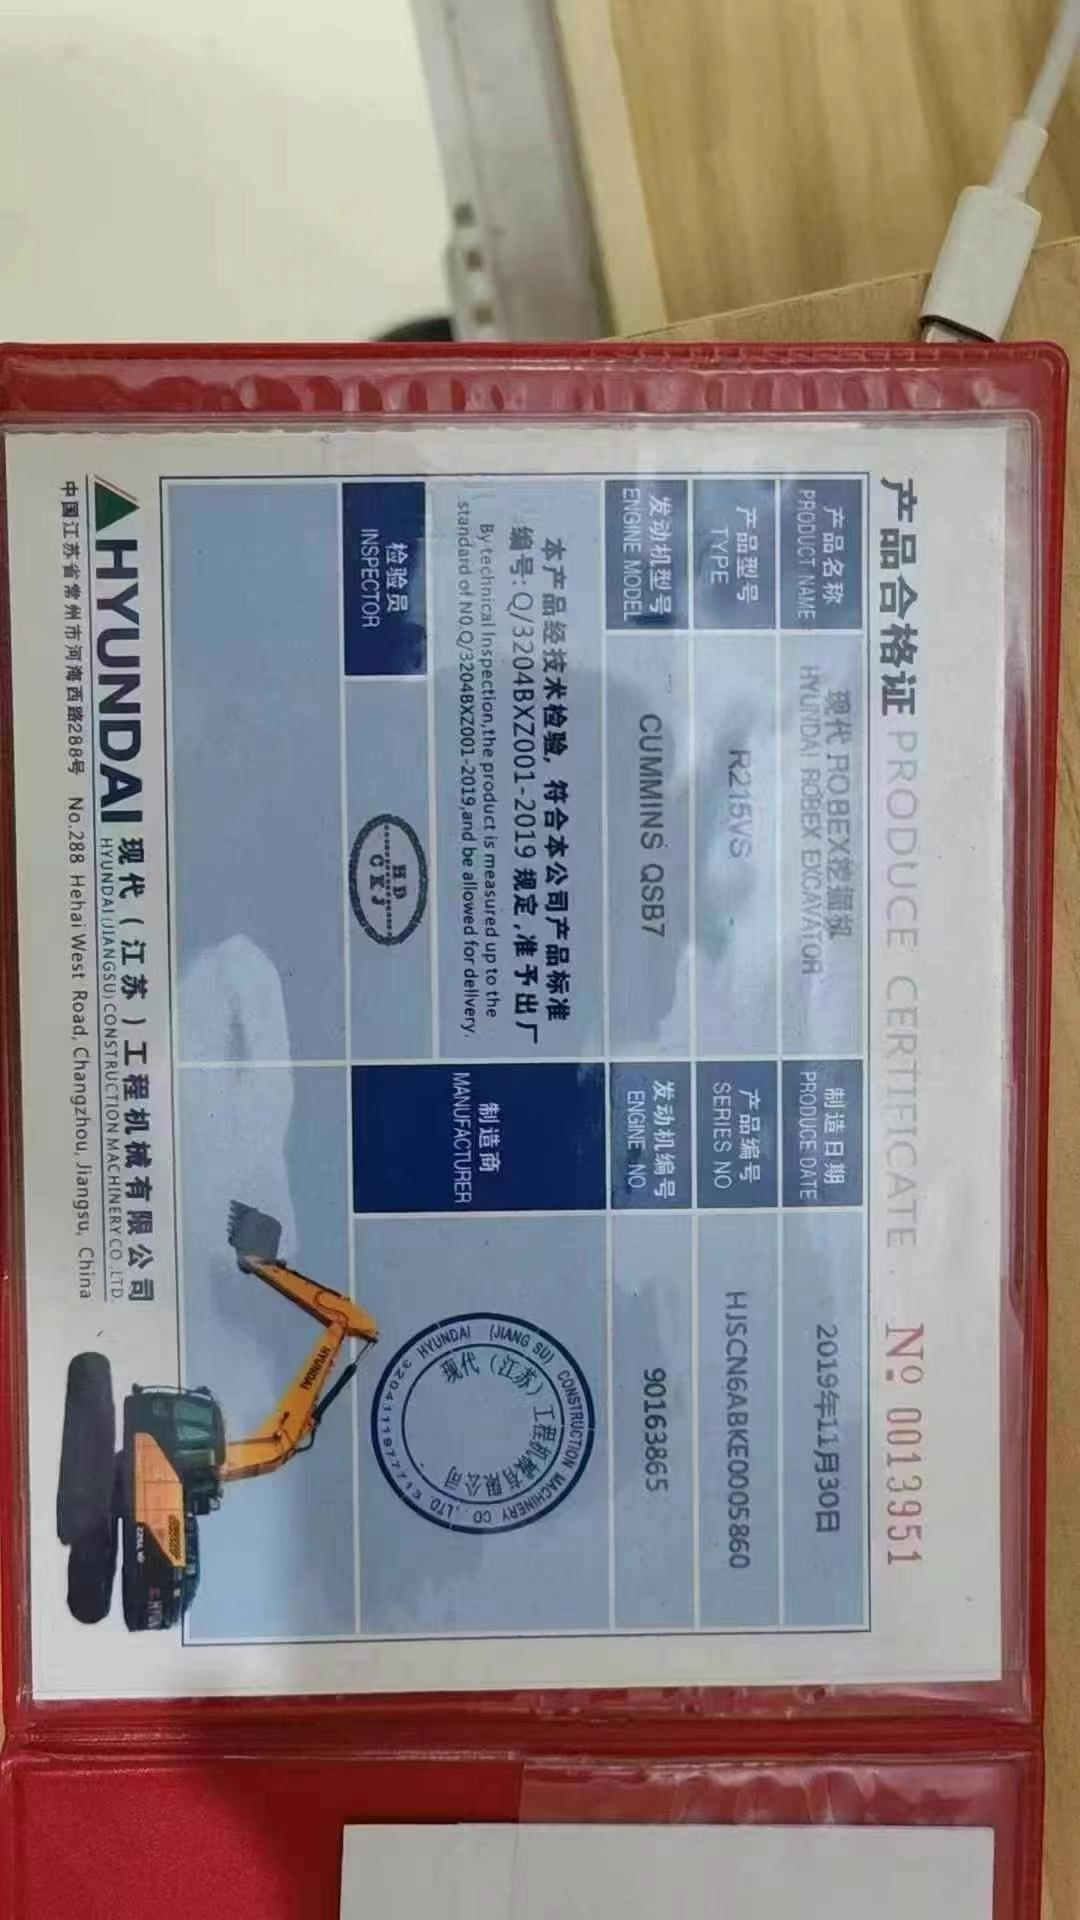 产品合格证 PRODUCE CERTIFICATE № 0013951
产品名称
PRODUCT NAME
现代 ROBEX挖掘机
HYUNDAI ROBEX EXCAVATOR
制造日期
PRODUCE DATE
2019年11月30日
产品型号
TYPE
R215VS
产品编号
SERIES NO
HJSCN6ABKE0005860
发动机型号
ENGINE MODEL
CUMMINS QSB7
发动机编号
ENGINE NO
90163865
本产品经技术检验, 符合本公司产品标准
编号:Q/3204BXZ001-2019 规定,准予出厂
By technical Inspection,the product is measured up to the
standard of N0.Q/3204BXZ001-2019,and be allowed for delivery.
制造商
MANUFACTURER
HYUNDAI (JIANG SU) CONSTRUCTION MACHINERY CO.,LTD.
现代（江苏）工程机械有限公司
检验员
INSPECTOR
HD
CKJ
HYUNDAI
HYUNDAI 现代（江苏）工程机械有限公司
HYUNDAI (JIANGSU) CONSTRUCTION MACHINERY CO.,LTD.
中国江苏省常州市河海西路288号 No.288 Hehai West Road, Changzhou, Jiangsu, China